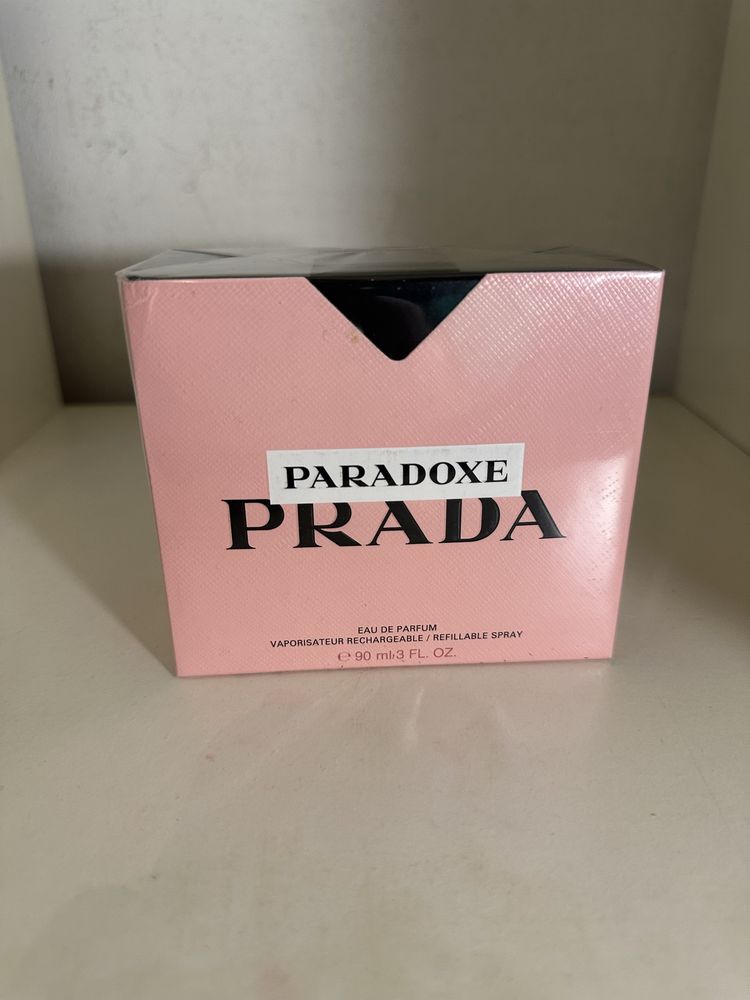 PARADOXE
PRADA
EAU DE PARFUM
VAPORISATEUR RECHARGEABLE / REFILLABLE SPRAY
℮ 90 ml/3 FL. OZ.